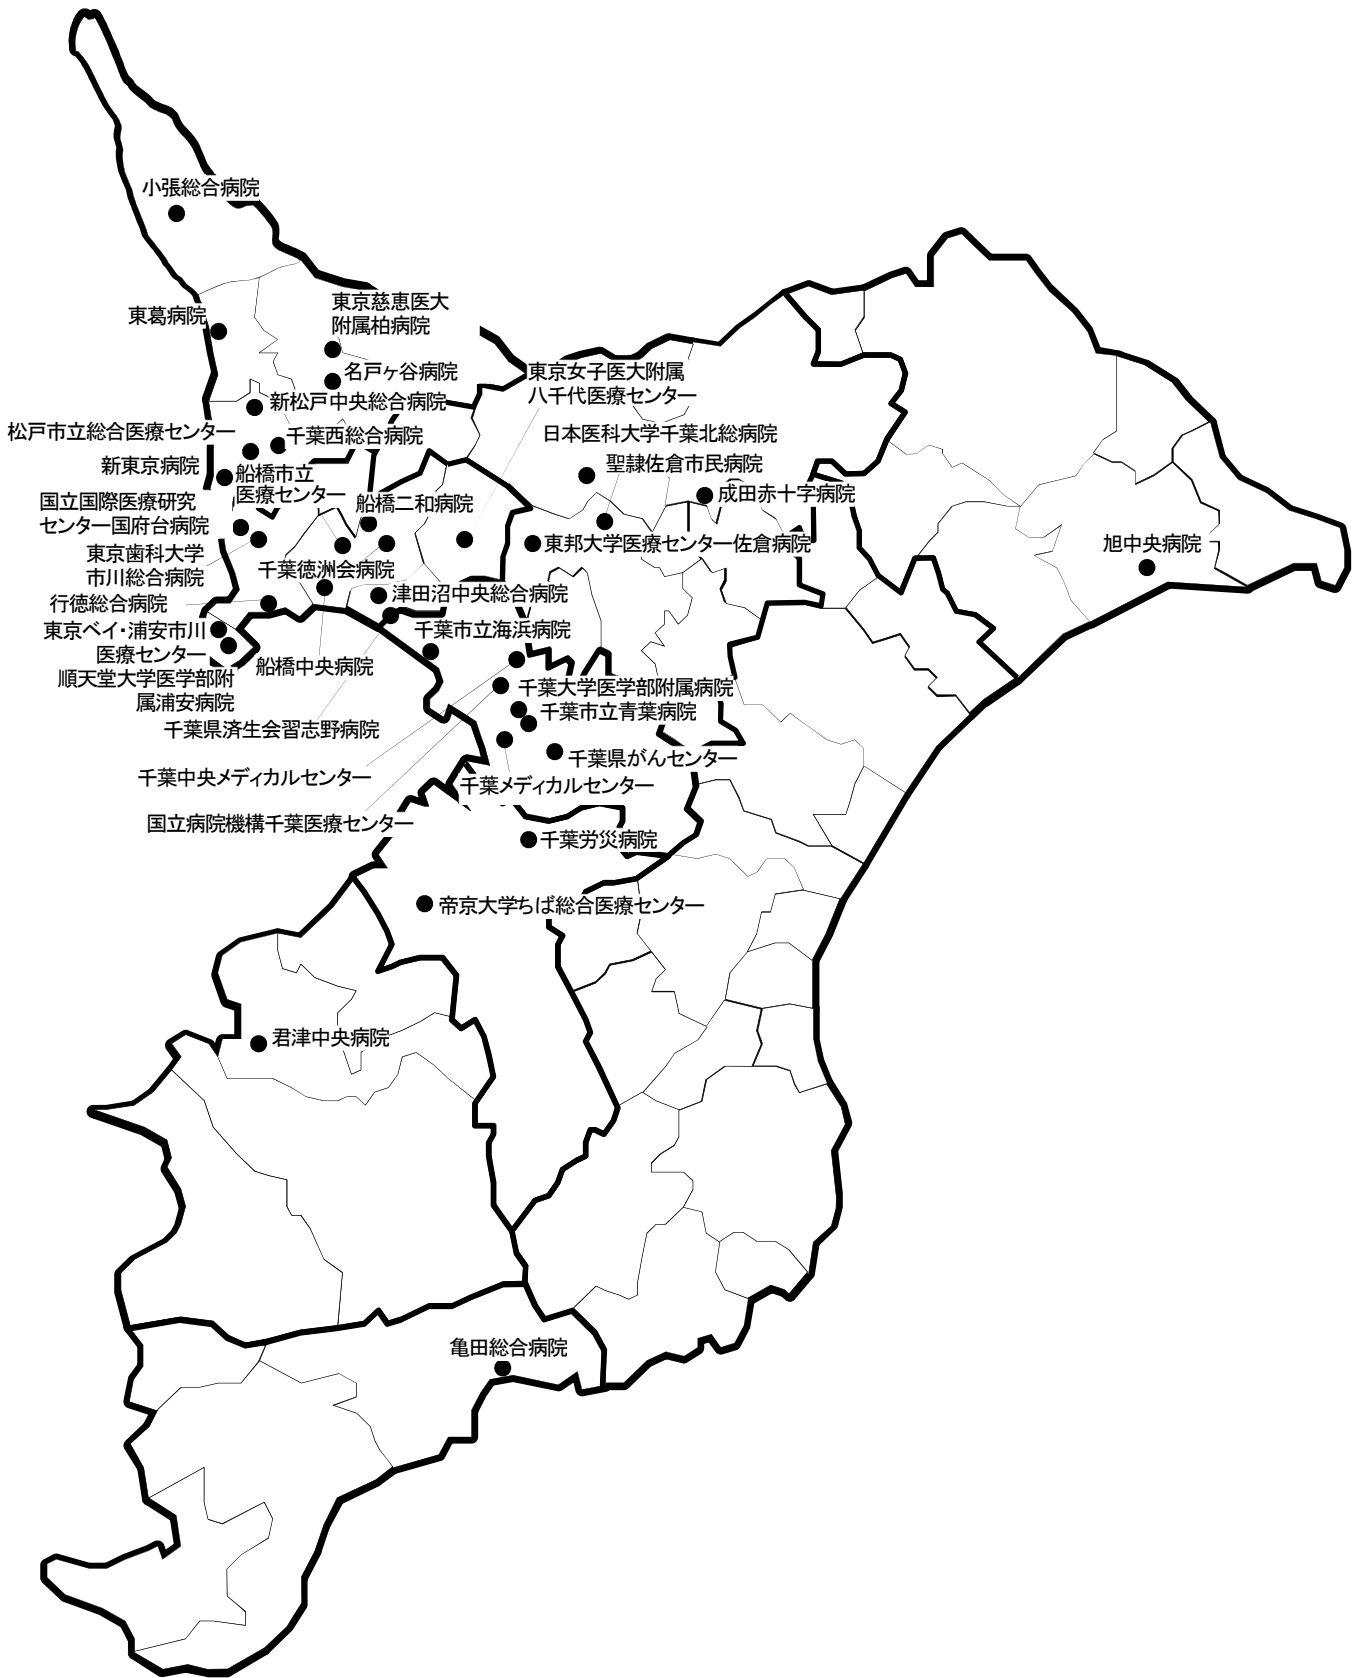 小張総合病院
東葛病院
東京慈恵医大
附属柏病院
名戸ヶ谷病院
新松戸中央総合病院
松戸市立総合医療センター
千葉西総合病院
新東京病院
船橋市立
医療センター
国立国際医療研究
センター国府台病院
船橋二和病院
東京歯科大学
市川総合病院
千葉徳洲会病院
行徳総合病院
東京ベイ・浦安市川
医療センター
順天堂大学医学部附
属浦安病院
船橋中央病院
千葉県済生会習志野病院
津田沼中央総合病院
千葉市立海浜病院
千葉中央メディカルセンター
国立病院機構千葉医療センター
東京女子医大附属
八千代医療センター
日本医科大学千葉北総病院
聖隷佐倉市民病院
成田赤十字病院
東邦大学医療センター佐倉病院
旭中央病院
千葉大学医学部附属病院
千葉市立青葉病院
千葉県がんセンター
千葉メディカルセンター
千葉労災病院
帝京大学ちば総合医療センター
君津中央病院
亀田総合病院